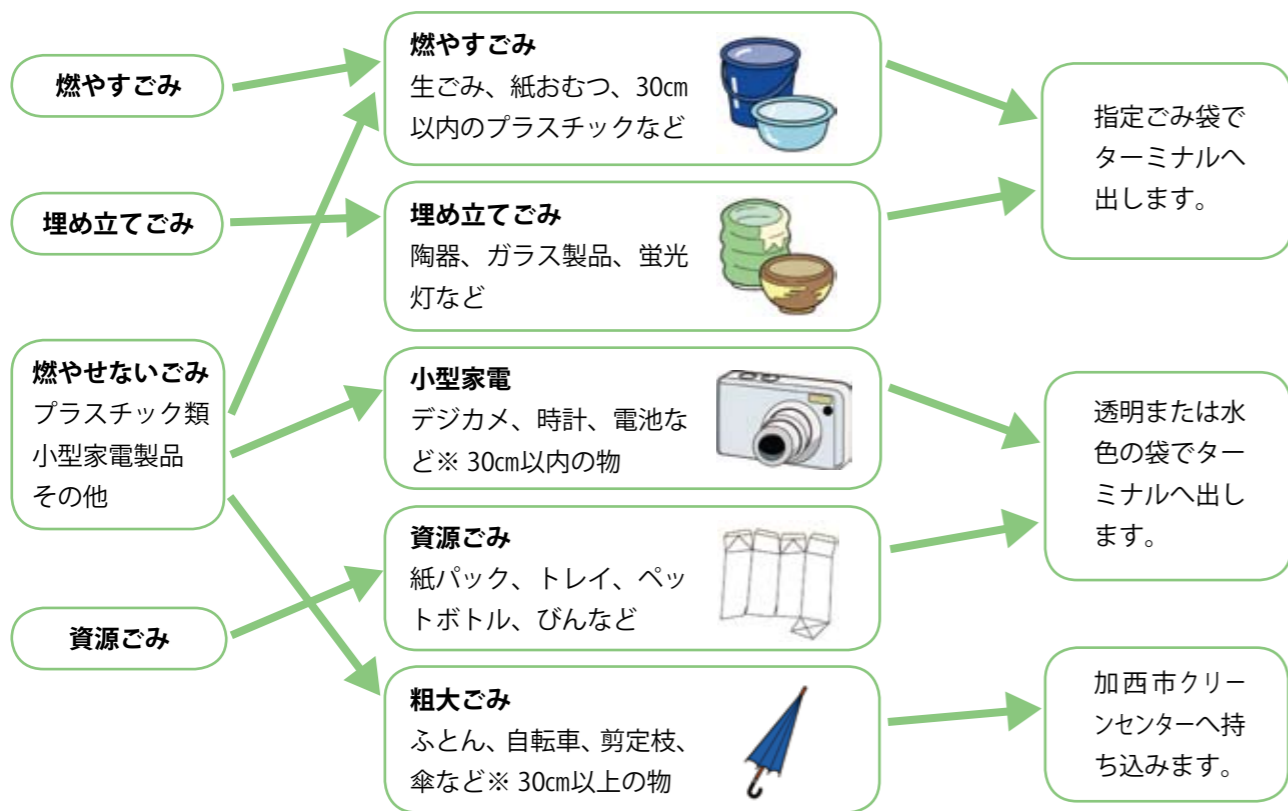 燃やすごみ
埋め立てごみ
燃やせないごみ
プラスチック類
小型家電製品
その他
資源ごみ
燃やすごみ
生ごみ、紙おむつ、30㎝
以内のプラスチックなど
埋め立てごみ
陶器、ガラス製品、蛍光
灯など
小型家電
デジカメ、時計、電池な
ど※ 30㎝以内の物
資源ごみ
紙パック、トレイ、ペッ
トボトル、びんなど
粗大ごみ
ふとん、自転車、剪定枝、
傘など※ 30㎝以上の物
指定ごみ袋で
ターミナルへ
出します。
透明または水
色の袋でター
ミナルへ出し
ます。
加西市クリー
ンセンターへ持
ち込みます。